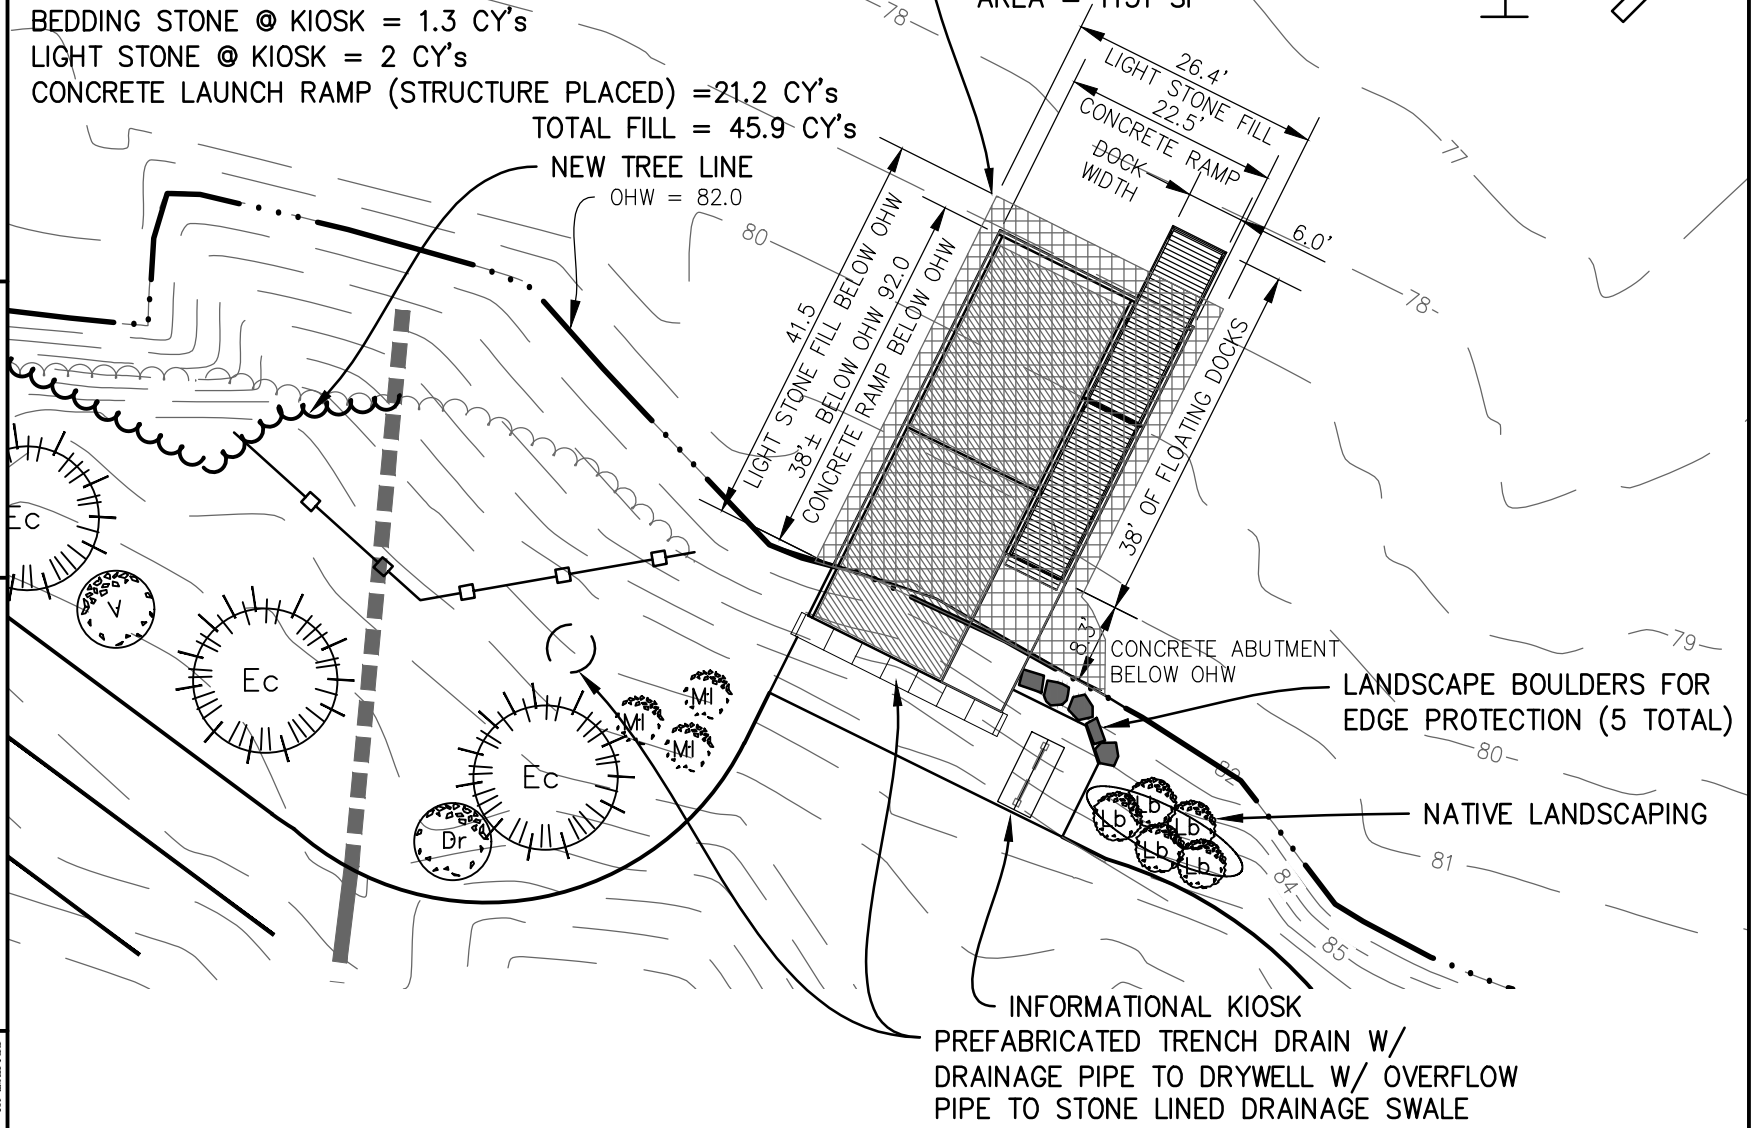 BEDDING STONE @ KIOSK = 1.3 CY's
LIGHT STONE @ KIOSK = 2 CY's
CONCRETE LAUNCH RAMP (STRUCTURE PLACED) =21.2 CY's
TOTAL FILL = 45.9 CY's
NEW TREE LINE
OHW = 82.0
78
26.4'
LIGHT STONE FILL
22.5'
CONCRETE RAMP
DOCK
WIDTH
6.0'
77
80
78
41.5
LIGHT STONE FILL BELOW OHW
38'± BELOW OHW 92.0
CONCRETE RAMP BELOW OHW
38' OF FLOATING DOCKS
8.5'
CONCRETE ABUTMENT
BELOW OHW
79
LANDSCAPE BOULDERS FOR
EDGE PROTECTION (5 TOTAL)
80
82
NATIVE LANDSCAPING
81
84
85
Ec
V
Ec
Ec
Dr
Ml
Ml
Ml
Lb
Lb
Lb
Lb
Lb
INFORMATIONAL KIOSK
PREFABRICATED TRENCH DRAIN W/
DRAINAGE PIPE TO DRYWELL W/ OVERFLOW
PIPE TO STONE LINED DRAINAGE SWALE